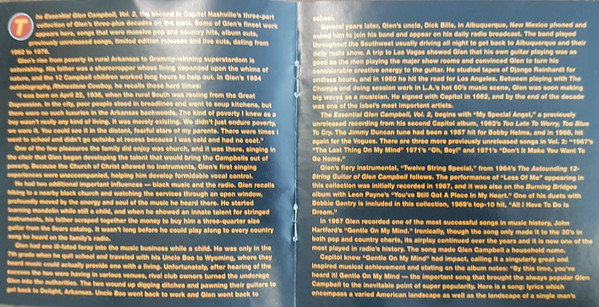 The Essential Glen Campbell, Vol. 2, the second in Capitol Nashville's three-part
collection of Glen's three-plus decades on the label. Some of Glen's finest work
appears here, songs that were massive pop and country hits, album cuts,
previously unreleased songs, limited edition releases and live cuts, dating from
1962 to 1976.
Glen's rise from poverty in rural Arkansas to Grammy-winning superstardom is
astonishing. His father was a sharecropper whose living depended upon the whims of
nature, and the 12 Campbell children worked long hours to help out. In Glen's 1994
autobiography, Rhinestone Cowboy, he recalls those hard times:
"I was born on April 22, 1936, when the rural South was reeling from the Great
Depression. In the city, poor people stood in breadlines and went to soup kitchens, but
there were no such luxuries in the Arkansas backwoods. The kind of poverty I knew as a
boy wasn't really any kind of living. It was merely existing. We didn't just endure poverty,
we wore it. You could see it in the distant, fearful stare of my parents. There were times I
went to school and didn't go outside at recess because I was cold and had no coat."
One of the few pleasures the family did enjoy was church, and it was there, singing in
the choir that Glen began developing the talent that would bring the Campbells out of
poverty. Because the Church of Christ allowed no instruments, Glen's first singing
experiences were unaccompanied, helping him develop formidable vocal control.
He had two additional important influences — black music and the radio. Glen recalls
hiking to a nearby black church and watching the services through an open window,
profoundly moved by the energy and soul of the music he heard there. He started
learning mandolin while still a child, and when he showed an innate talent for stringed
instruments, his father scraped together the money to buy him a three-quarter size
guitar from the Sears catalog. It wasn't long before he could play along to every country
song he heard on the family's radio.
Glen had one ill-fated foray into the music business while a child. He was only in the
7th grade when he quit school and traveled with his Uncle Boo to Wyoming, where they
heard music could actually provide one with a living. Unfortunately, after hearing of the
success the two were having in various venues, rival club owners turned the underage
Glen into the authorities. The two wound up digging ditches and pawning their guitars to
get back to Delight, Arkansas. Uncle Boo went back to work and Glen went back to
school.
Several years later, Glen's uncle, Dick Bills, in Albuquerque, New Mexico phoned and
asked him to join his band and appear on his daily radio broadcast. The band played
throughout the Southwest usually driving all night to get back to Albuquerque and their
daily radio show. A trip to Las Vegas showed Glen that his own guitar playing was as
good as the men playing the major show rooms and convinced Glen to turn his
considerable creative energy to the guitar. He studied tapes of Django Reinhardt for
endless hours, and in 1960 he hit the road for Los Angeles. Between playing with The
Champs and doing session work in L.A.'s hot 60's music scene, Glen was soon making
big waves as a musician. He signed with Capitol in 1962, and by the end of the decade
was one of the label's most important artists.
The Essential Glen Campbell, Vol. 2, begins with "My Special Angel," a previously
unreleased recording from his second Capitol album, 1963's Too Late To Worry, Too Blue
To Cry. The Jimmy Duncan tune had been a 1957 hit for Bobby Helms, and in 1968, hit
again for the Vogues. There are three more previously unreleased songs in Vol. 2: 1967's
"The Last Thing On My Mind" 1971's "Oh, Boy!" and 1971's "Don't It Make You Want To
Go Home."
Glen's fiery instrumental, "Twelve String Special," from 1964's The Astounding 12-
String Guitar of Glen Campbell follows. The performance of "Less Of Me" appearing in
this collection was initially recorded in 1967, and it was also on the Burning Bridges
album with Leon Payne's "You've Still Got A Place In My Heart." One of his duets with
Bobbie Gentry is included in this collection, 1969's top-10 hit, "All I Have To Do Is
Dream."
In 1967 Glen recorded one of the most successful songs in music history, John
Hartford's "Gentle On My Mind." Ironically, though the song only made it to the 30's in
both pop and country charts, its airplay continued over the years and it is now one of the
most played in radio's history. The song made Glen Campbell a household name.
Capitol knew "Gentle On My Mind" had impact, calling it a singularly great and
inspired musical achievement and stating on the album notes: "By this time, you've
heard it! Gentle On My Mind — the important song that brought the always popular Glen
Campbell to the inevitable point of superpopularity. Here is a song: lyrics which
encompass a varied American landscape as well as the landscape of a single man's